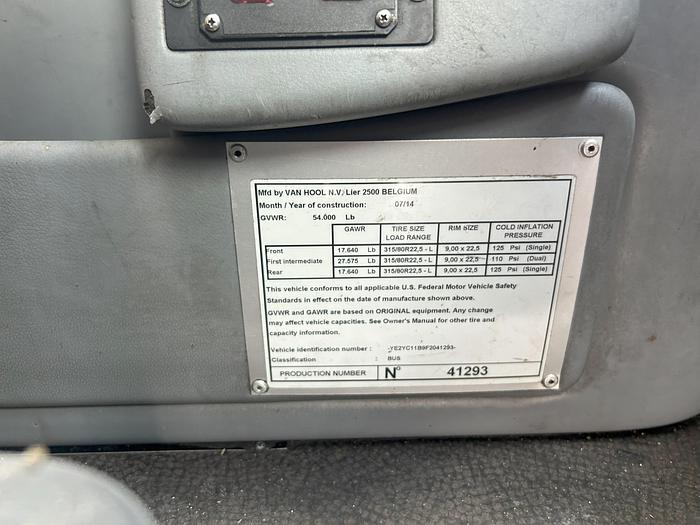 Mfd by VAN HOOL N.V. Lier 2500 BELGIUM
Month / Year of construction: 07/14
GVWR: 54.000 Lb
GAWR TIRE SIZE LOAD RANGE RIM SIZE COLD INFLATION PRESSURE
Front 17.640 Lb 315/80R22,5 - L 9,00 x 22,5 125 Psi (Single)
First intermediate 27.575 Lb 315/80R22,5 - L 9,00 x 22,5 110 Psi (Dual)
Rear 17.640 Lb 315/80R22,5 - L 9,00 x 22,5 125 Psi (Single)
This vehicle conforms to all applicable U.S. Federal Motor Vehicle Safety
Standards in effect on the date of manufacture shown above.
GVWR and GAWR are based on ORIGINAL equipment. Any change
may affect vehicle capacities. See Owner's Manual for other tire and
capacity information.
Vehicle identification number : -YE2YC11B9F2041293-
Classification : BUS
PRODUCTION NUMBER N° 41293